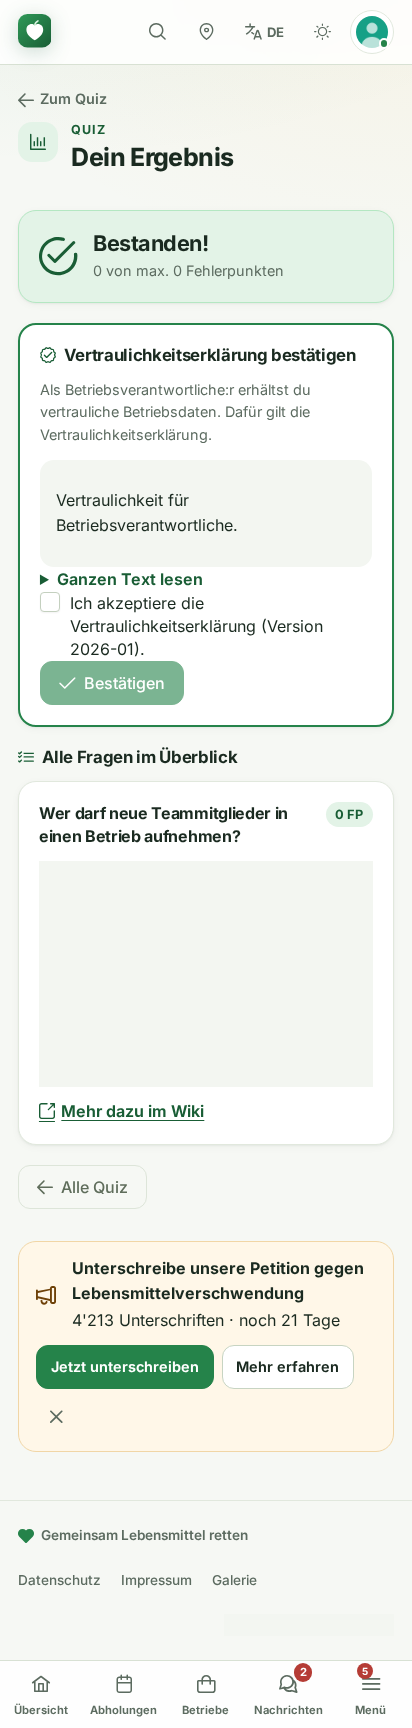 DE
Zum Quiz
QUIZ
Dein Ergebnis
Bestanden!
0 von max. 0 Fehlerpunkten
Vertraulichkeitserklärung bestätigen
Als Betriebsverantwortliche:r erhältst du
vertrauliche Betriebsdaten. Dafür gilt die
Vertraulichkeitserklärung.
Vertraulichkeit für
Betriebsverantwortliche.
Ganzen Text lesen
Ich akzeptiere die
Vertraulichkeitserklärung (Version
2026-01).
Bestätigen
Alle Fragen im Überblick
Wer darf neue Teammitglieder in
einen Betrieb aufnehmen?
0 FP
Mehr dazu im Wiki
Alle Quiz
Unterschreibe unsere Petition gegen
Lebensmittelverschwendung
4'213 Unterschriften · noch 21 Tage
Jetzt unterschreiben
Mehr erfahren
Gemeinsam Lebensmittel retten
Datenschutz Impressum Galerie
2
5
Übersicht Abholungen Betriebe Nachrichten Menü